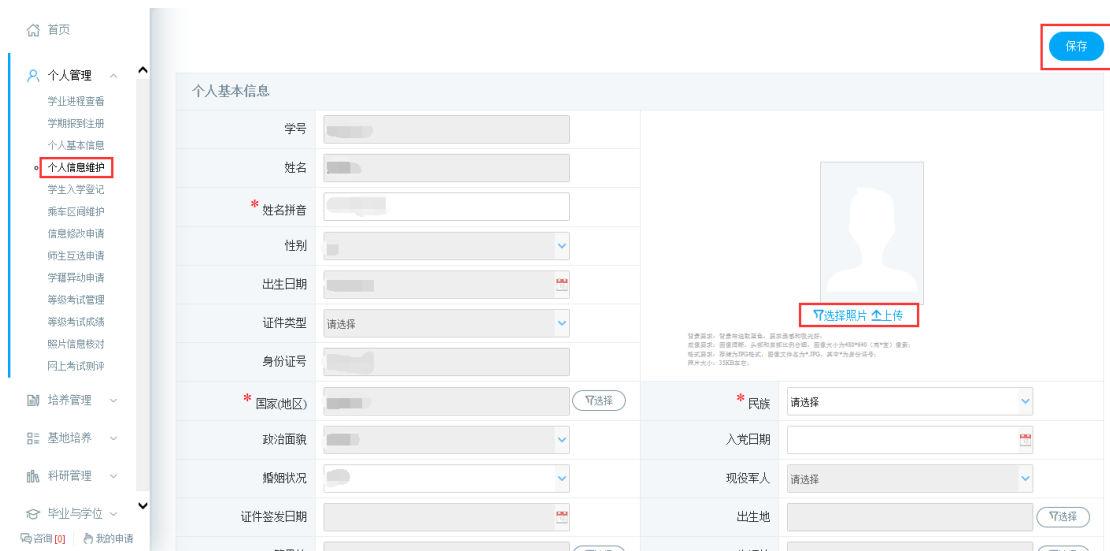 首页
保存
个人管理
个人基本信息
学业进程查看
学期报到注册
个人基本信息
个人信息维护
学生入学登记
乘车区间维护
信息修改申请
师生互选申请
学籍异动申请
等级考试管理
等级考试成绩
照片信息核对
网上考试测评
培养管理
基地培养
科研管理
毕业与学位
咨询[0] 我的申请
学号
姓名
* 姓名拼音
性别
出生日期
证件类型 请选择
身份证号
选择照片 上传
* 国家(地区) 选择 * 民族 请选择
政治面貌 入党日期
婚姻状况 现役军人 请选择
证件签发日期 出生地 选择